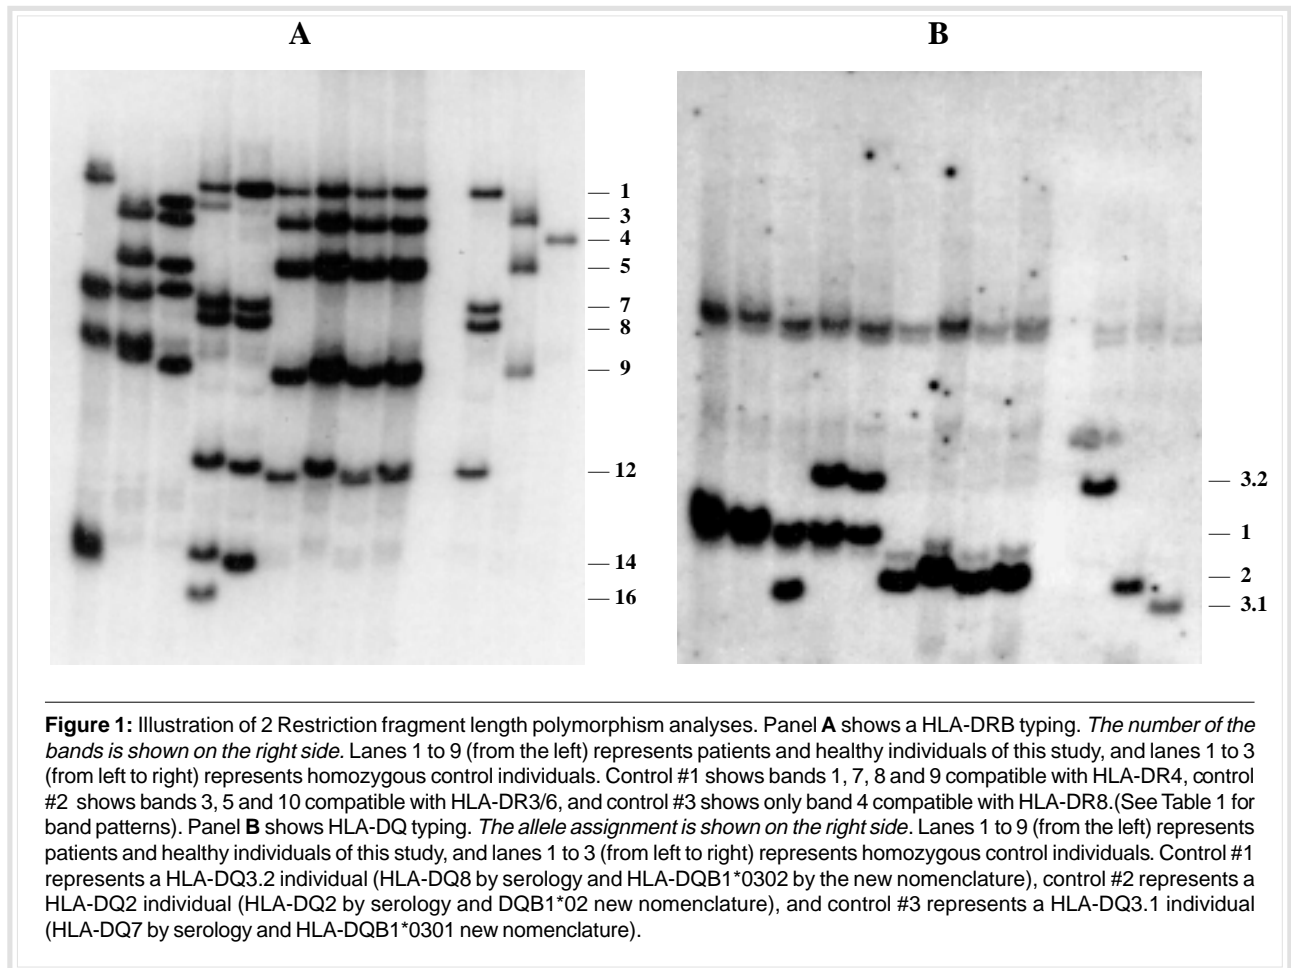 A
B
1
3
4
5
7
8
9
12
14
16
3.2
1
2
3.1
Figure 1: Illustration of 2 Restriction fragment length polymorphism analyses. Panel A shows a HLA-DRB typing. The number of the
bands is shown on the right side. Lanes 1 to 9 (from the left) represents patients and healthy individuals of this study, and lanes 1 to 3
(from left to right) represents homozygous control individuals. Control #1 shows bands 1, 7, 8 and 9 compatible with HLA-DR4, control
#2 shows bands 3, 5 and 10 compatible with HLA-DR3/6, and control #3 shows only band 4 compatible with HLA-DR8.(See Table 1 for
band patterns). Panel B shows HLA-DQ typing. The allele assignment is shown on the right side. Lanes 1 to 9 (from the left) represents
patients and healthy individuals of this study, and lanes 1 to 3 (from left to right) represents homozygous control individuals. Control #1
represents a HLA-DQ3.2 individual (HLA-DQ8 by serology and HLA-DQB1*0302 by the new nomenclature), control #2 represents a
HLA-DQ2 individual (HLA-DQ2 by serology and DQB1*02 new nomenclature), and control #3 represents a HLA-DQ3.1 individual
(HLA-DQ7 by serology and HLA-DQB1*0301 new nomenclature).